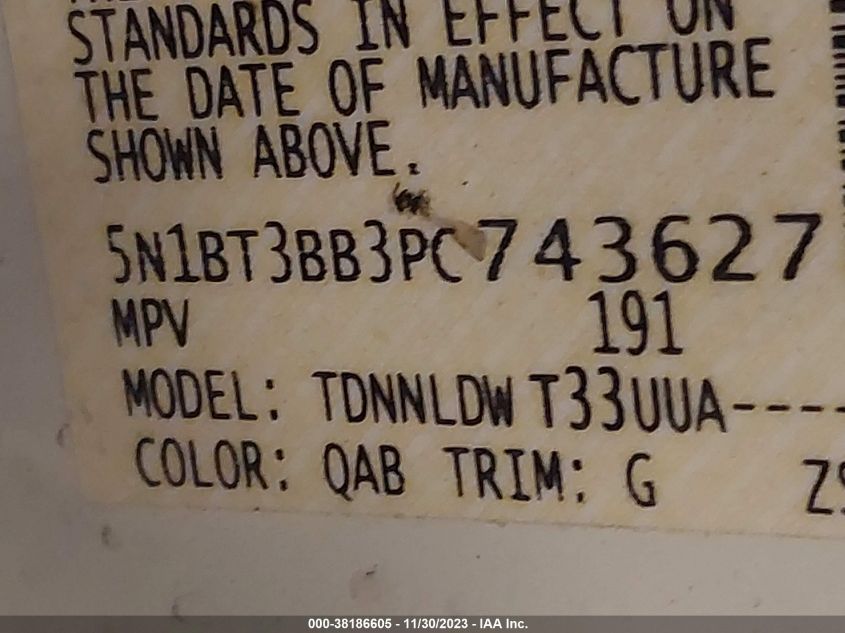 STANDARDS IN EFFECT ON
THE DATE OF MANUFACTURE
SHOWN ABOVE.
5N1BT3BB3PC743627
MPV 191
MODEL: TDNNLDW T33UUA----
COLOR: QAB TRIM: G
000-38186605 - 11/30/2023 - IAA Inc.